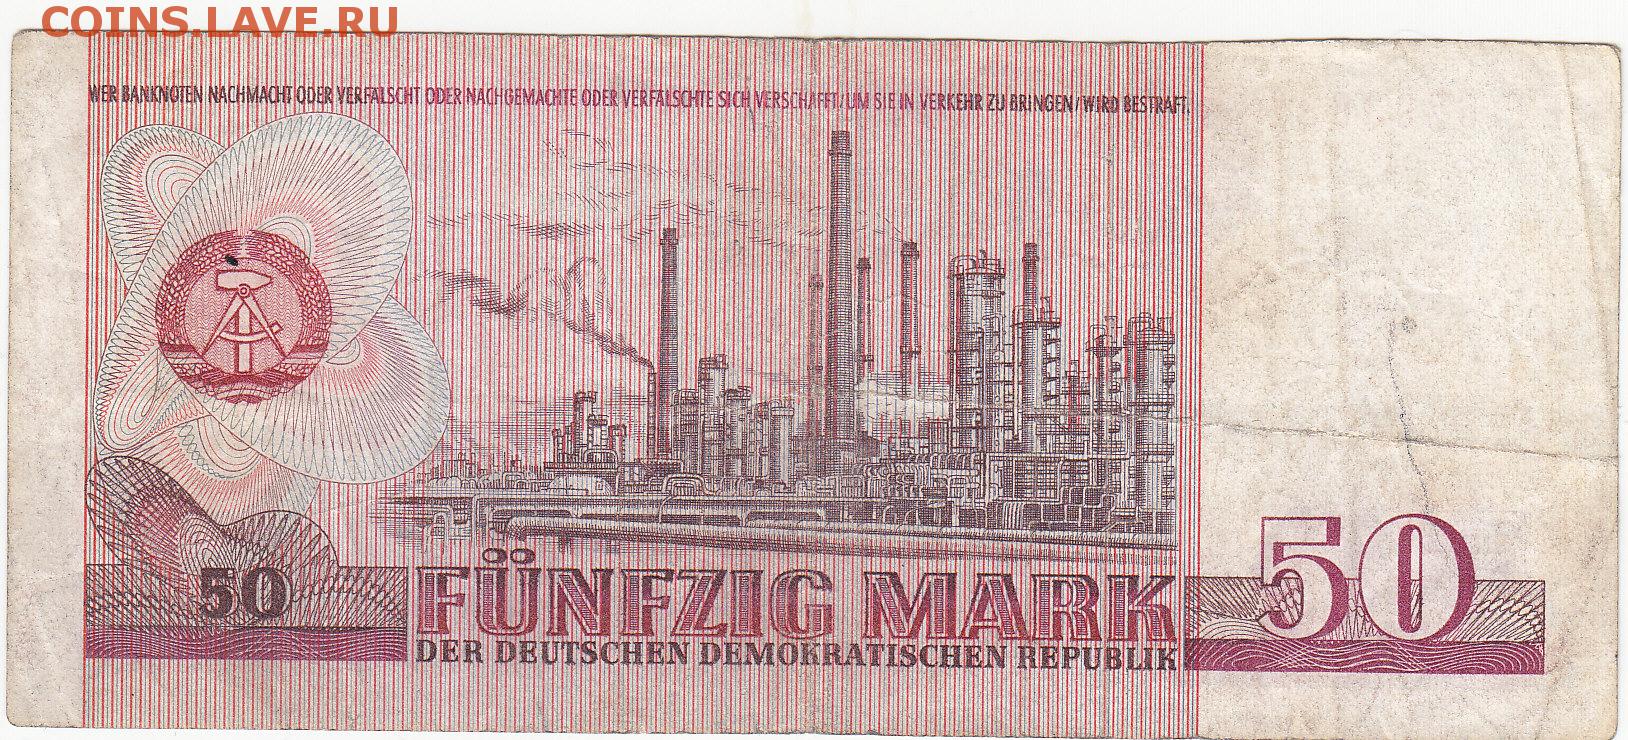 COINS.LAVE.RU
WER BANKNOTEN NACHMACHT ODER VERFÄLSCHT ODER NACHGEMACHTE ODER VERFÄLSCHTE SICH VERSCHAFFT/UM SIE IN VERKEHR ZU BRINGEN/WIRD BESTRAFT.
50
FÜNFZIG MARK
DER DEUTSCHEN DEMOKRATISCHEN REPUBLIK
50